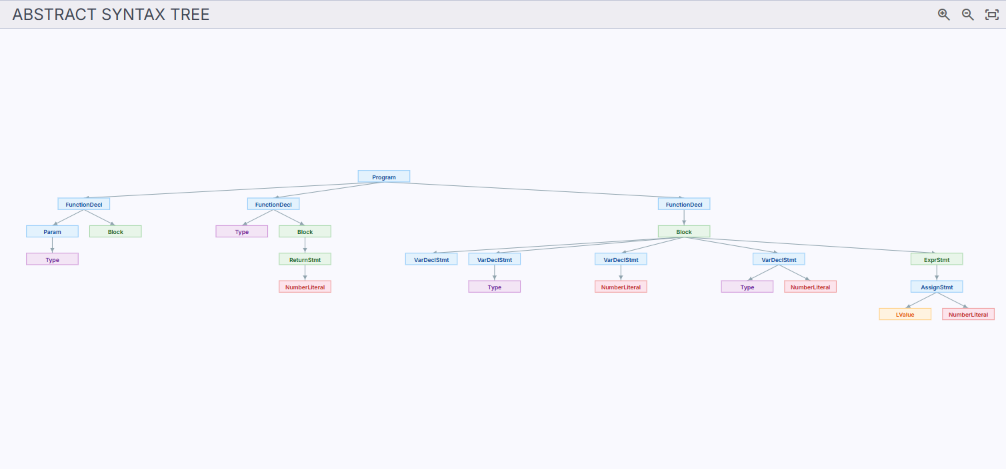 ABSTRACT SYNTAX TREE
Program
FunctionDecl FunctionDecl FunctionDecl
Param Block Type Block Block
Type ReturnStmt VarDeclStmt VarDeclStmt VarDeclStmt VarDeclStmt ExprStmt
NumberLiteral Type NumberLiteral Type NumberLiteral AssignStmt
LValue NumberLiteral